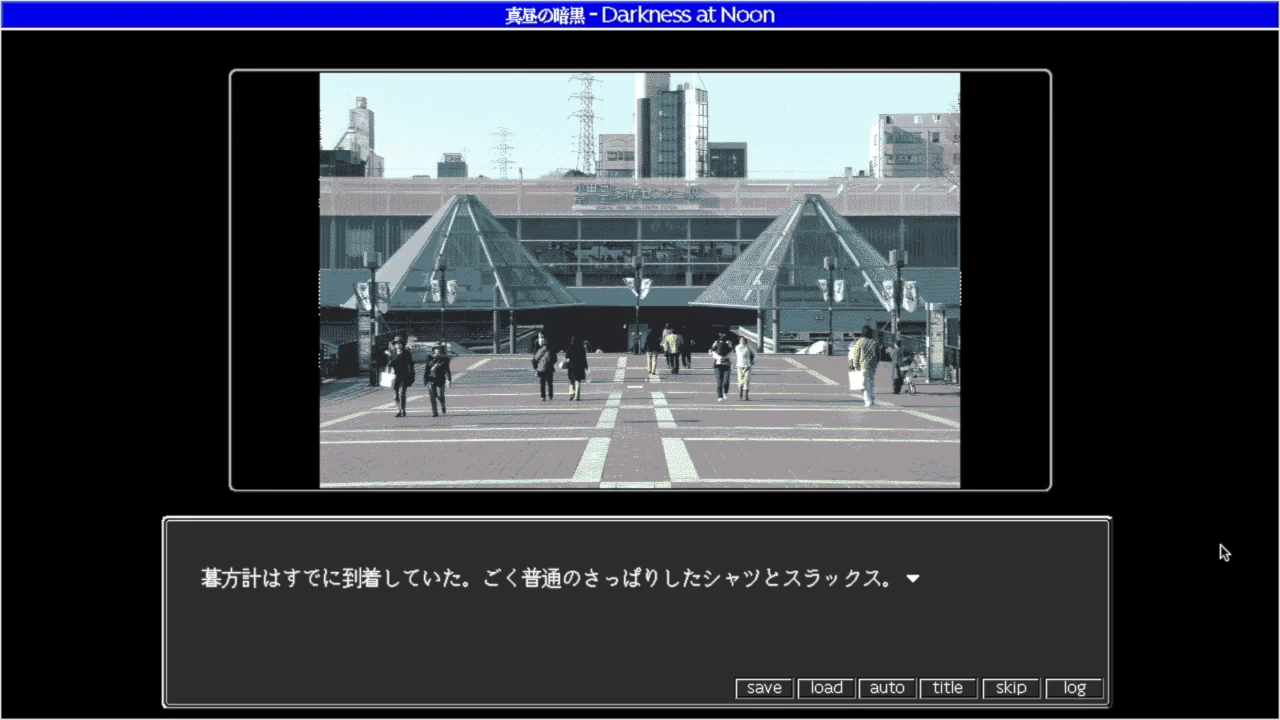 真昼の暗黒 - Darkness at Noon
暮方計はすでに到着していた。ごく普通のさっぱりしたシャツとスラックス。
save load auto title skip log